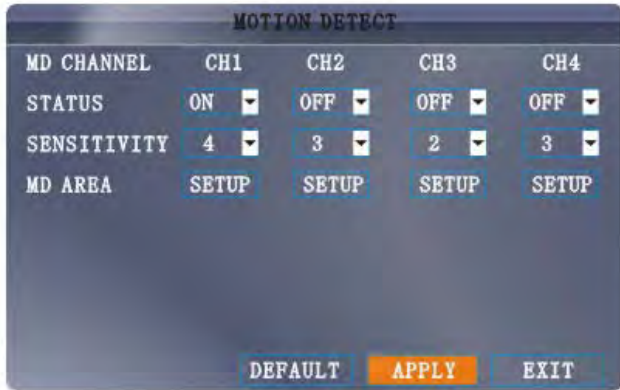 MOTION DETECT
MD CHANNEL CH1 CH2 CH3 CH4
STATUS ON OFF OFF OFF
SENSITIVITY 4 3 2 3
MD AREA SETUP SETUP SETUP SETUP
DEFAULT APPLY EXIT